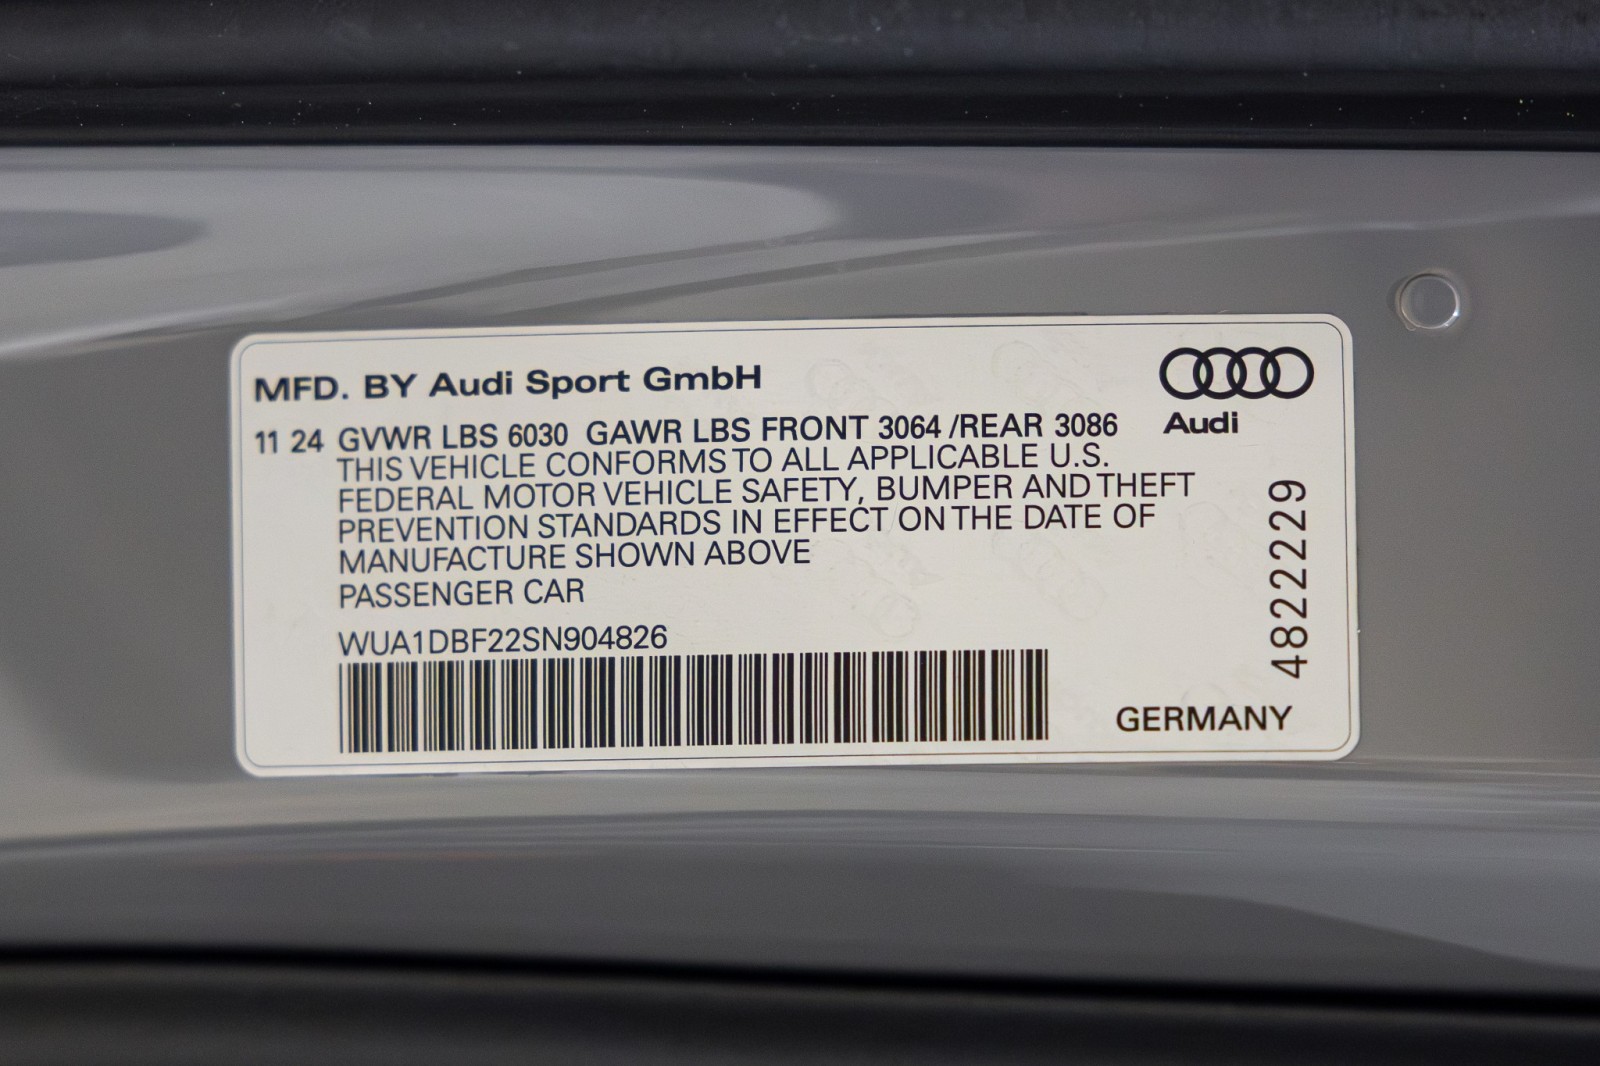 MFD. BY Audi Sport GmbH
Audi
11 24 GVWR LBS 6030 GAWR LBS FRONT 3064 /REAR 3086
THIS VEHICLE CONFORMS TO ALL APPLICABLE U.S.
FEDERAL MOTOR VEHICLE SAFETY, BUMPER AND THEFT
PREVENTION STANDARDS IN EFFECT ON THE DATE OF
MANUFACTURE SHOWN ABOVE
PASSENGER CAR
WUA1DBF22SN904826
4822229
GERMANY